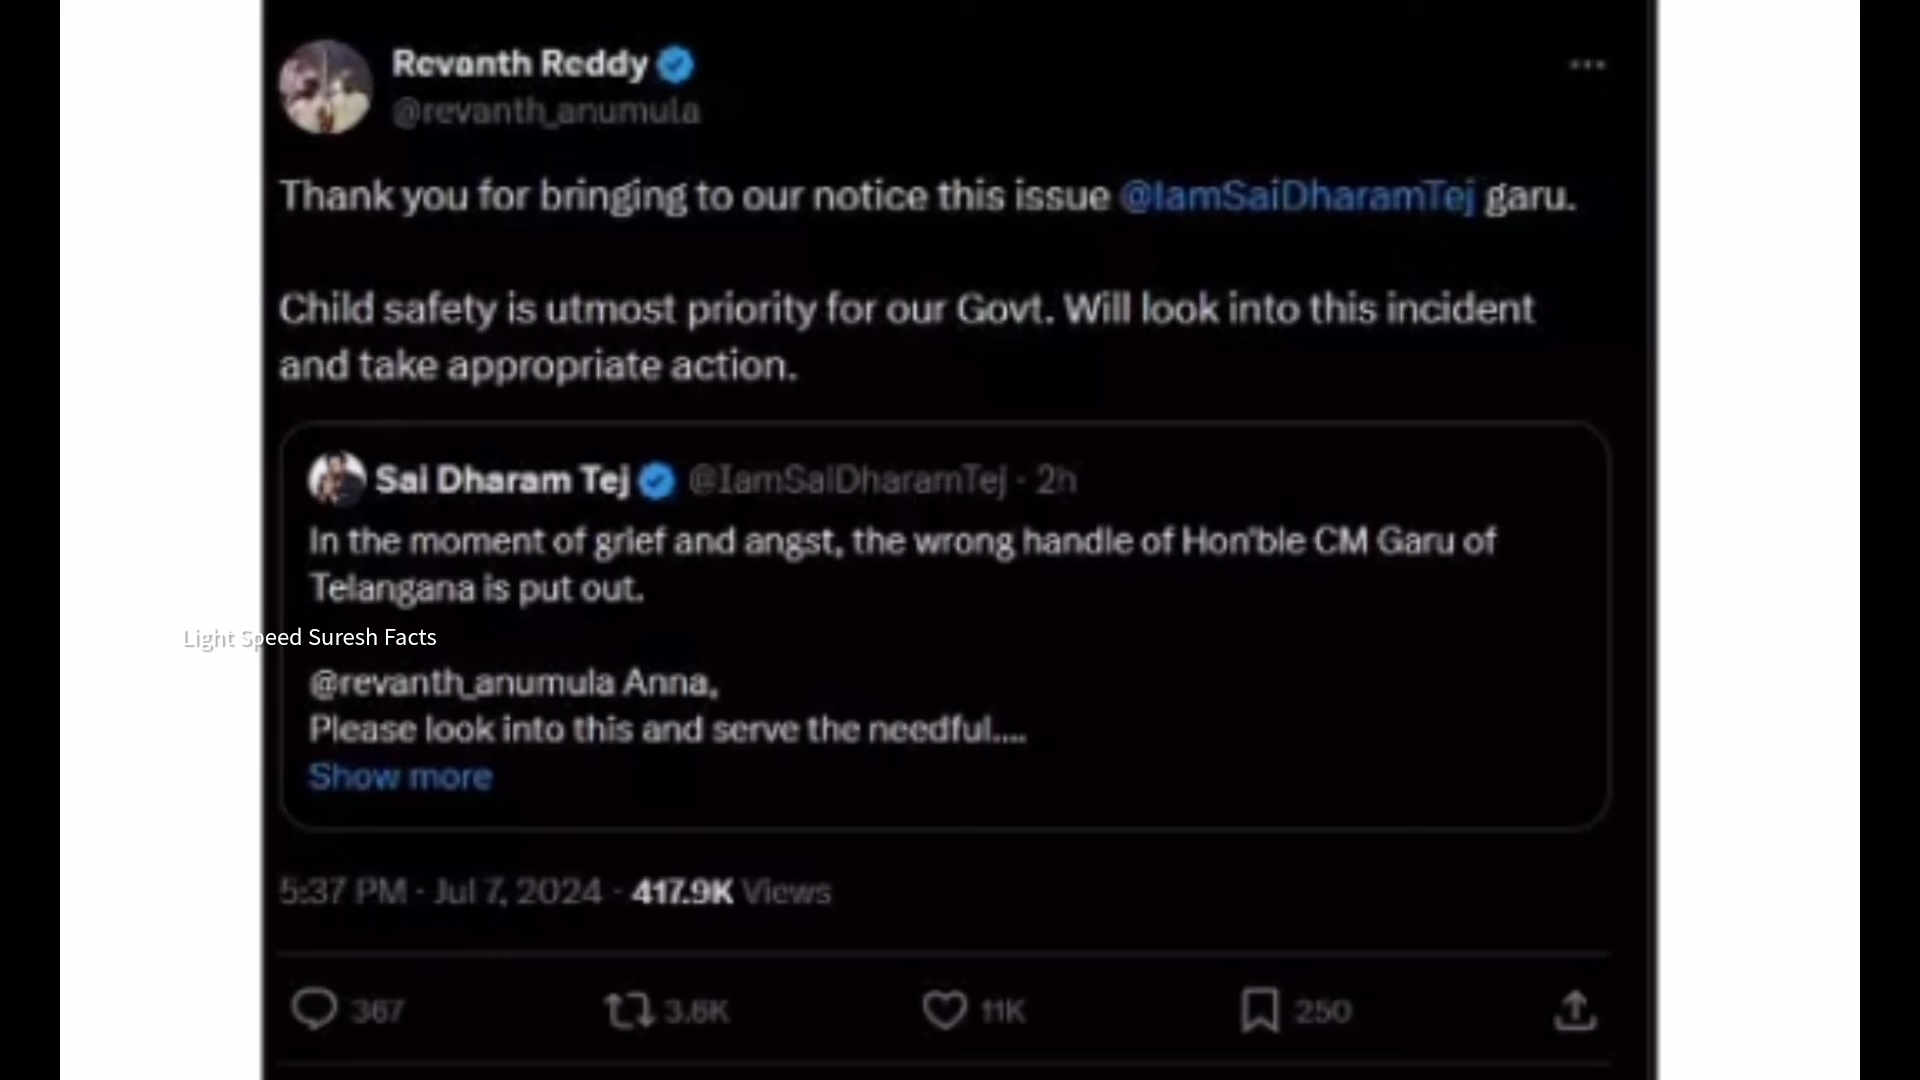 Revanth Reddy
@revanth_anumula
Thank you for bringing to our notice this issue @IamSaiDharamTej garu.
Child safety is utmost priority for our Govt. Will look into this incident
and take appropriate action.
Sai Dharam Tej @IamSaiDharamTej · 2h
In the moment of grief and angst, the wrong handle of Hon'ble CM Garu of
Telangana is put out.
Light Speed Suresh Facts
@revanth_anumula Anna,
Please look into this and serve the needful....
Show more
5:37 PM · Jul 7, 2024 · 417.9K Views
367 3.6K 11K 250